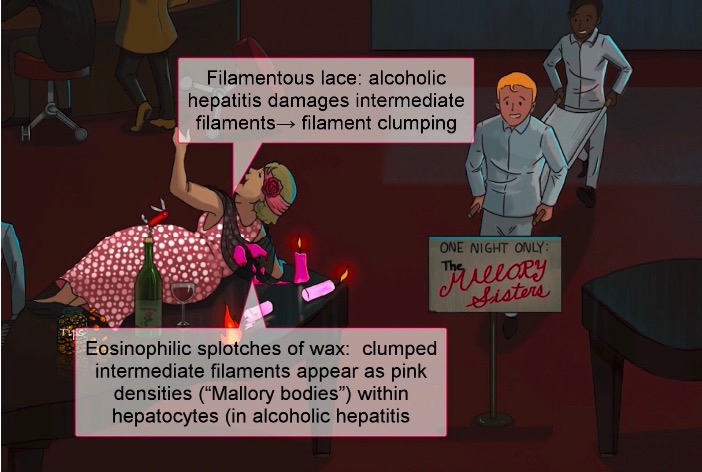 Filamentous lace: alcoholic
hepatitis damages intermediate
filaments→ filament clumping
ONE NIGHT ONLY:
The
MALLORY
Sisters
Tips
Eosinophilic splotches of wax:  clumped
intermediate filaments appear as pink
densities (“Mallory bodies”) within
hepatocytes (in alcoholic hepatitis